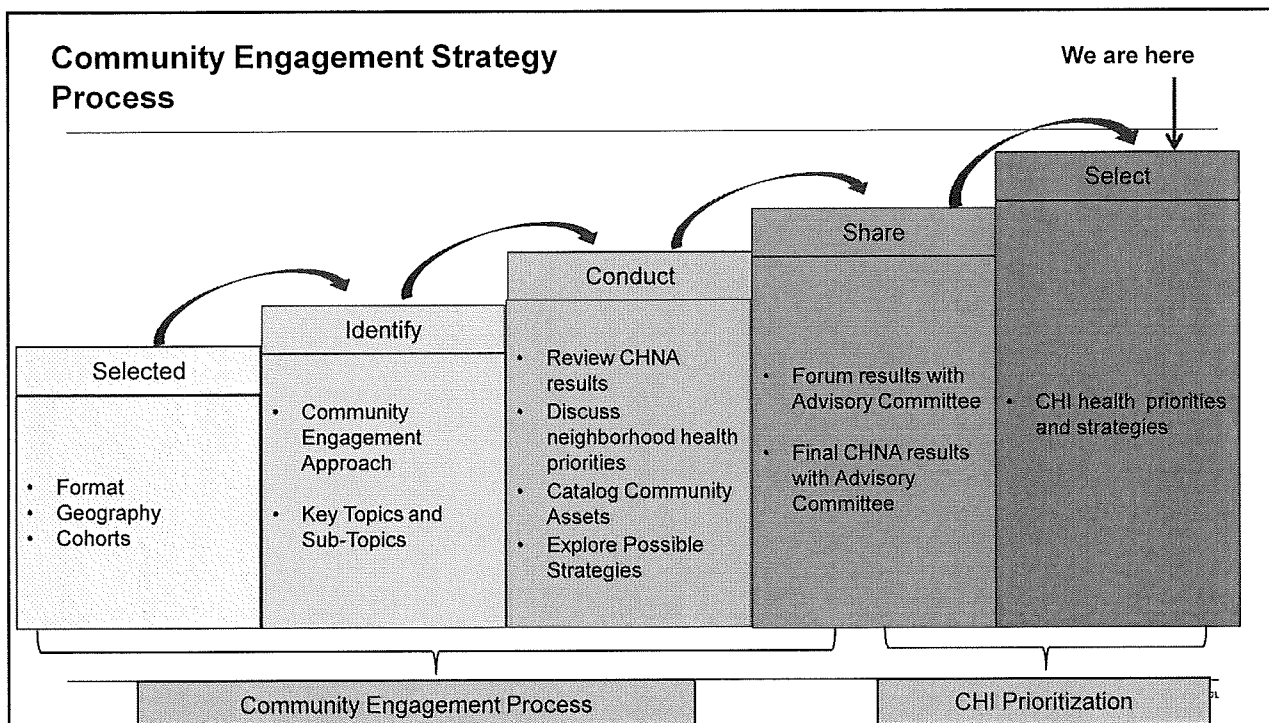 Community Engagement Strategy
Process
We are here
Selected
• Format
• Geography
• Cohorts
Identify
• Community
Engagement
Approach
• Key Topics and
Sub-Topics
Conduct
• Review CHNA
results
• Discuss
neighborhood health
priorities
• Catalog Community
Assets
• Explore Possible
Strategies
Share
• Forum results with
Advisory Committee
• Final CHNA results
with Advisory
Committee
Select
• CHI health priorities
and strategies
Community Engagement Process
CHI Prioritization